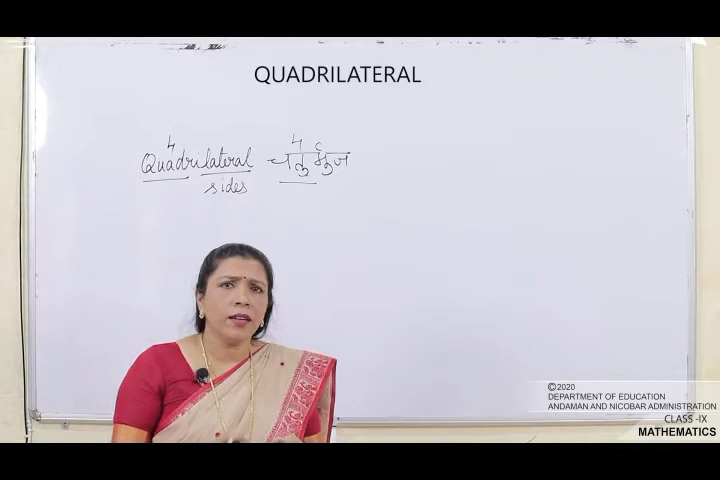 QUADRILATERAL
4 4
Quadrilateral चतुर्भुज
sides
©2020
DEPARTMENT OF EDUCATION
ANDAMAN AND NICOBAR ADMINISTRATION
CLASS -IX
MATHEMATICS